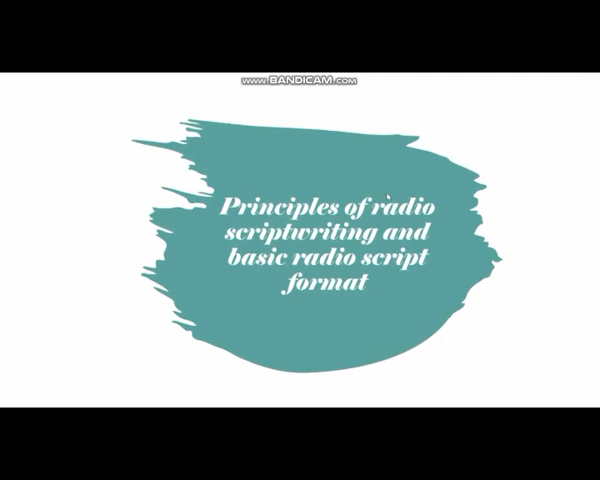 www.BANDICAM.com
Principles of radio
scriptwriting and
basic radio script
format